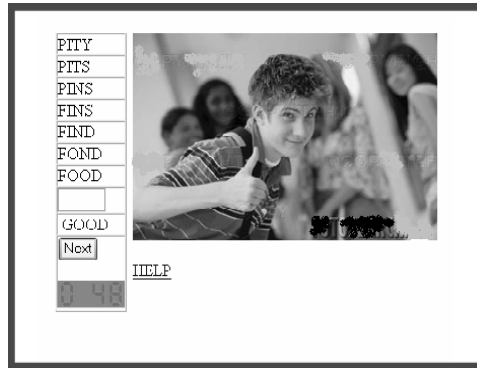 PITY
PITS
PINS
FINS
FIND
FOND
FOOD
GOOD
Next
0 48
HELP